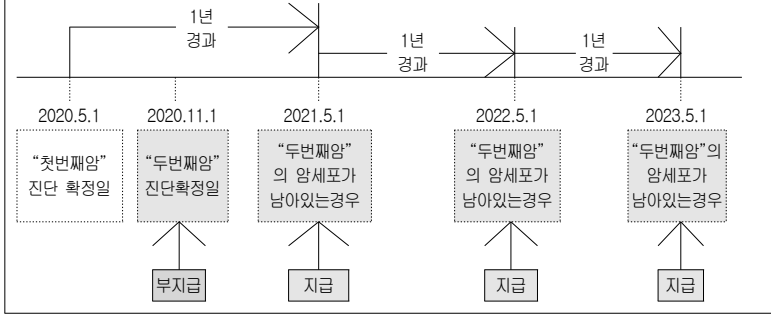 1년
경과
1년
경과
1년
경과
2020.5.1
2020.11.1
2021.5.1
2022.5.1
2023.5.1
“첫번째암”
진단 확정일
“두번째암”
진단확정일
“두번째암”
의 암세포가
남아있는경우
“두번째암”
의 암세포가
남아있는경우
“두번째암”의
암세포가
남아있는경우
부지급
지급
지급
지급